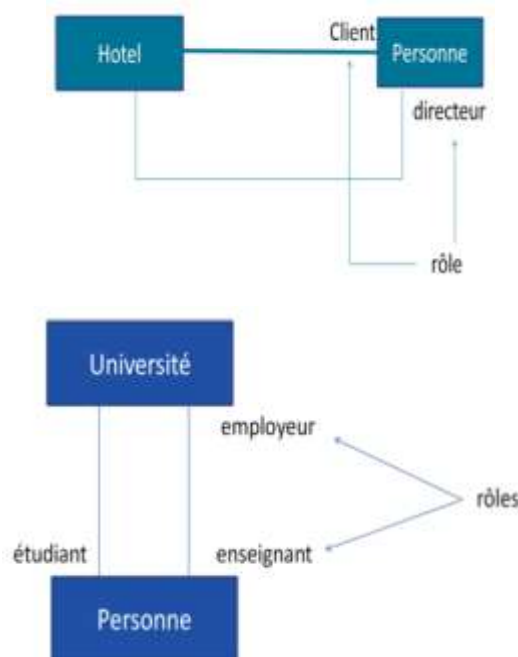 Client
Hotel
Personne
directeur
rôle
Université
employeur
rôles
étudiant
enseignant
Personne